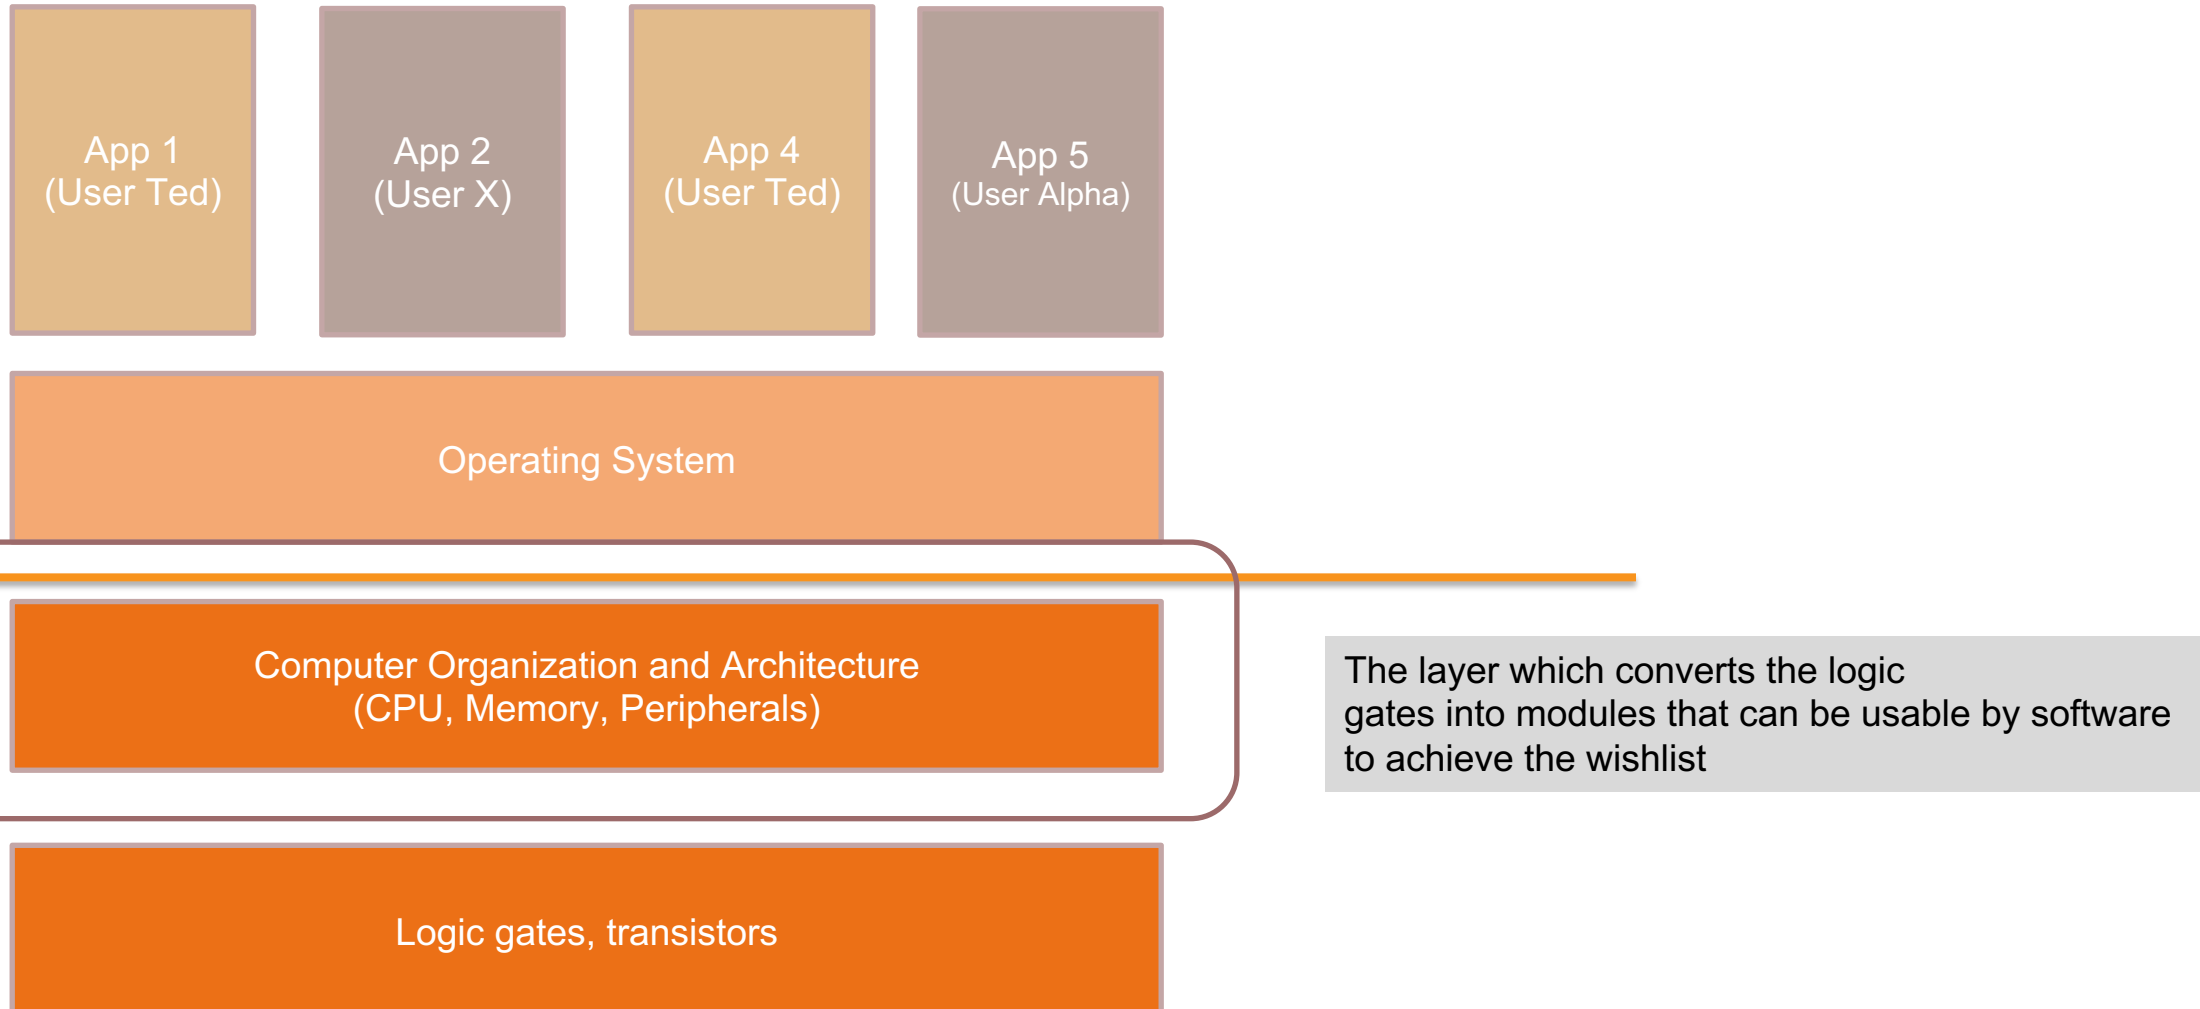 App 1
(User Ted)
App 2
(User X)
App 4
(User Ted)
App 5
(User Alpha)
Operating System
Computer Organization and Architecture
(CPU, Memory, Peripherals)
The layer which converts the logic
gates into modules that can be usable by software
to achieve the wishlist
Logic gates, transistors